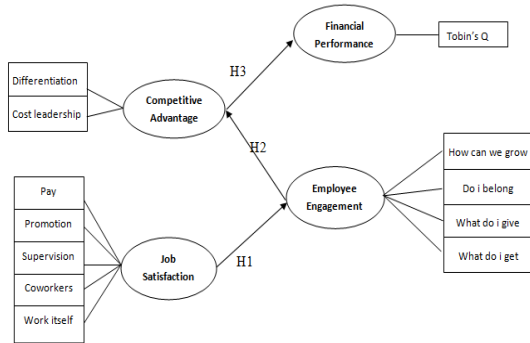 Financial
Performance
Tobin's Q
H3
Differentiation
Cost leadership
Competitive
Advantage
H2
How can we grow
Do i belong
What do i give
What do i get
Employee
Engagement
Pay
Promotion
Supervision
Coworkers
Work itself
Job
Satisfaction
H1